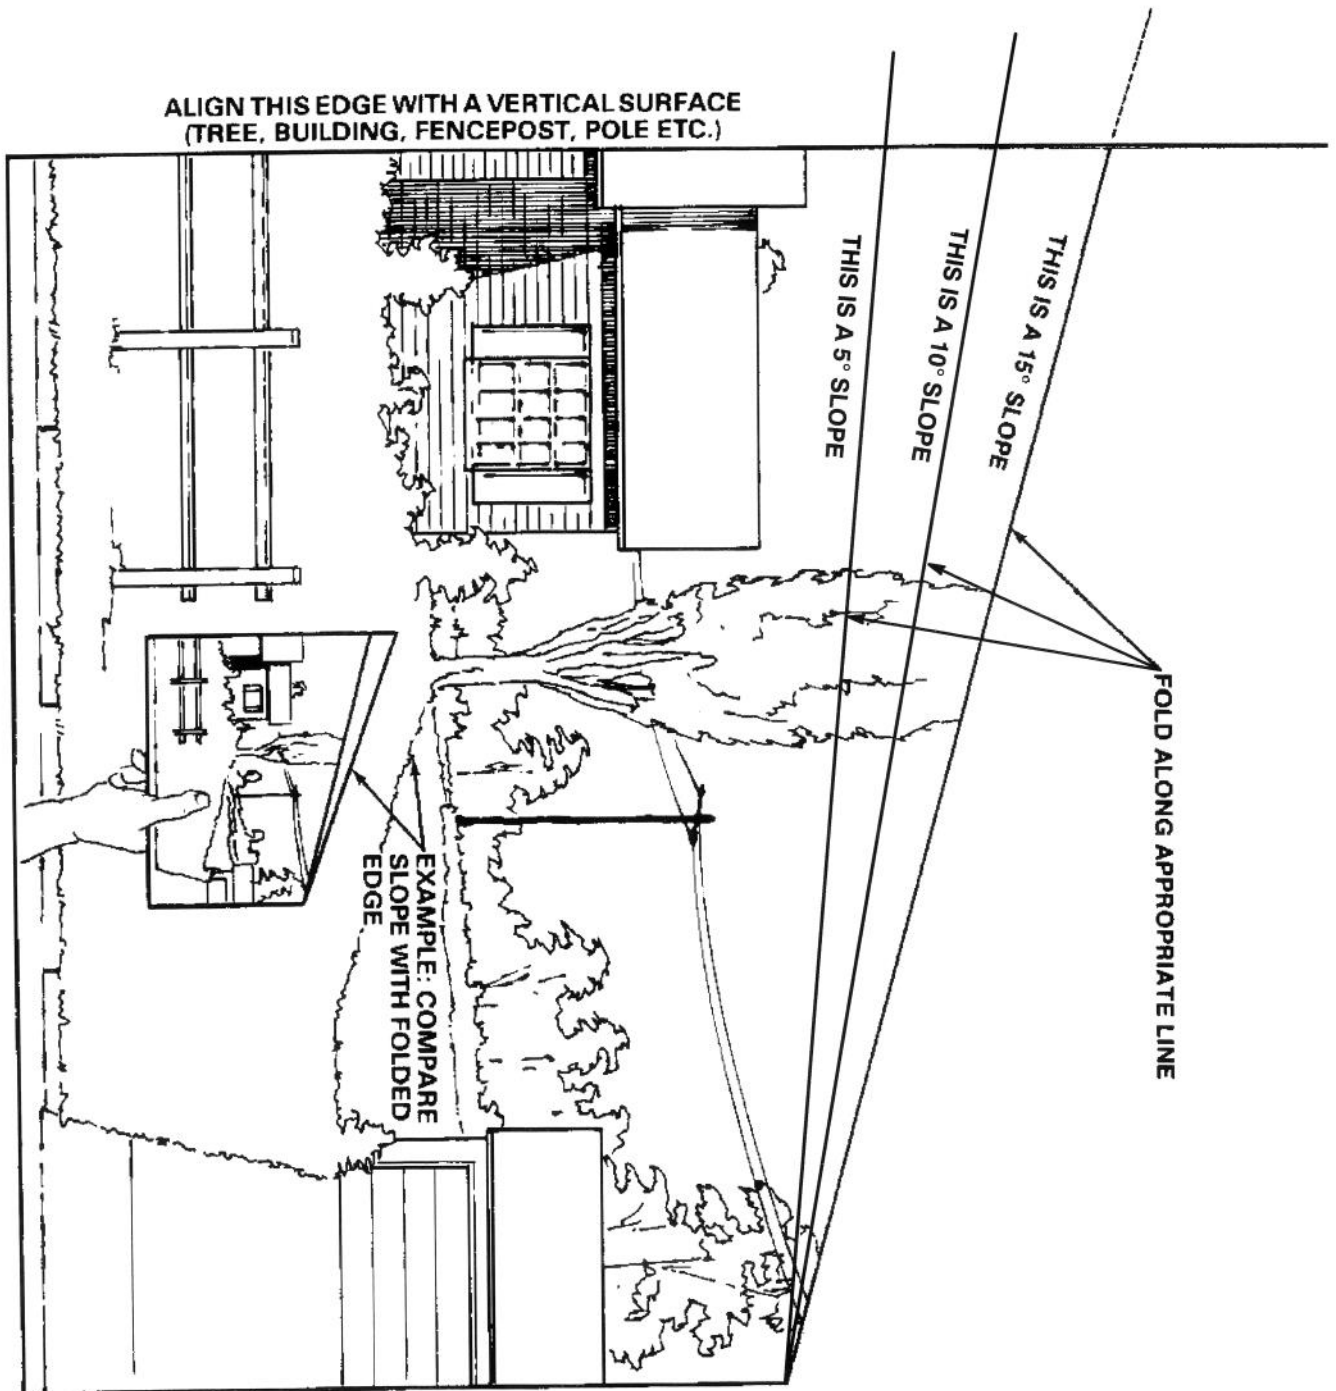 ALIGN THIS EDGE WITH A VERTICAL SURFACE
(TREE, BUILDING, FENCEPOST, POLE ETC.)
THIS IS A 5° SLOPE
THIS IS A 10° SLOPE
THIS IS A 15° SLOPE
FOLD ALONG APPROPRIATE LINE
EXAMPLE: COMPARE
SLOPE WITH FOLDED
EDGE